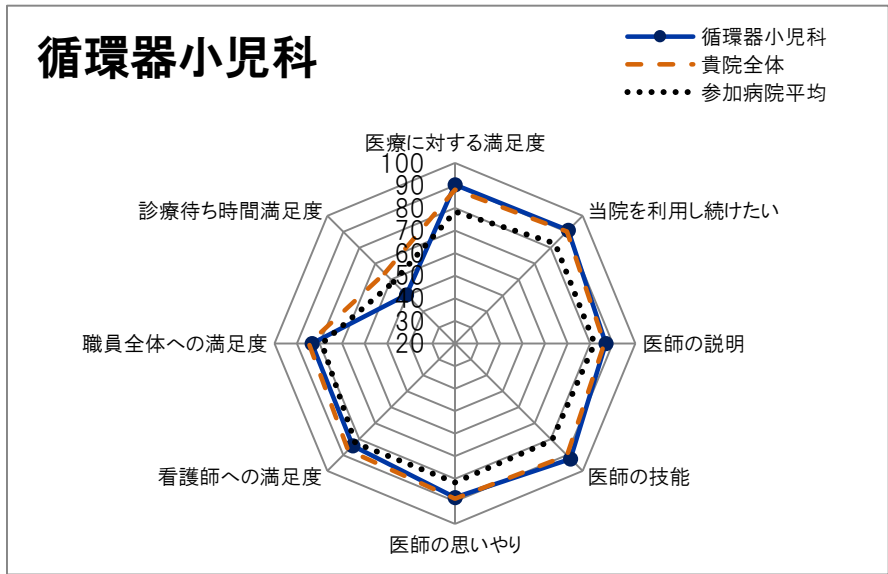 循環器小児科
循環器小児科
貴院全体
参加病院平均
医療に対する満足度
100
90
80
70
60
50
40
30
20
当院を利用し続けたい
診療待ち時間満足度
職員全体への満足度
医師の説明
看護師への満足度
医師の技能
医師の思いやり